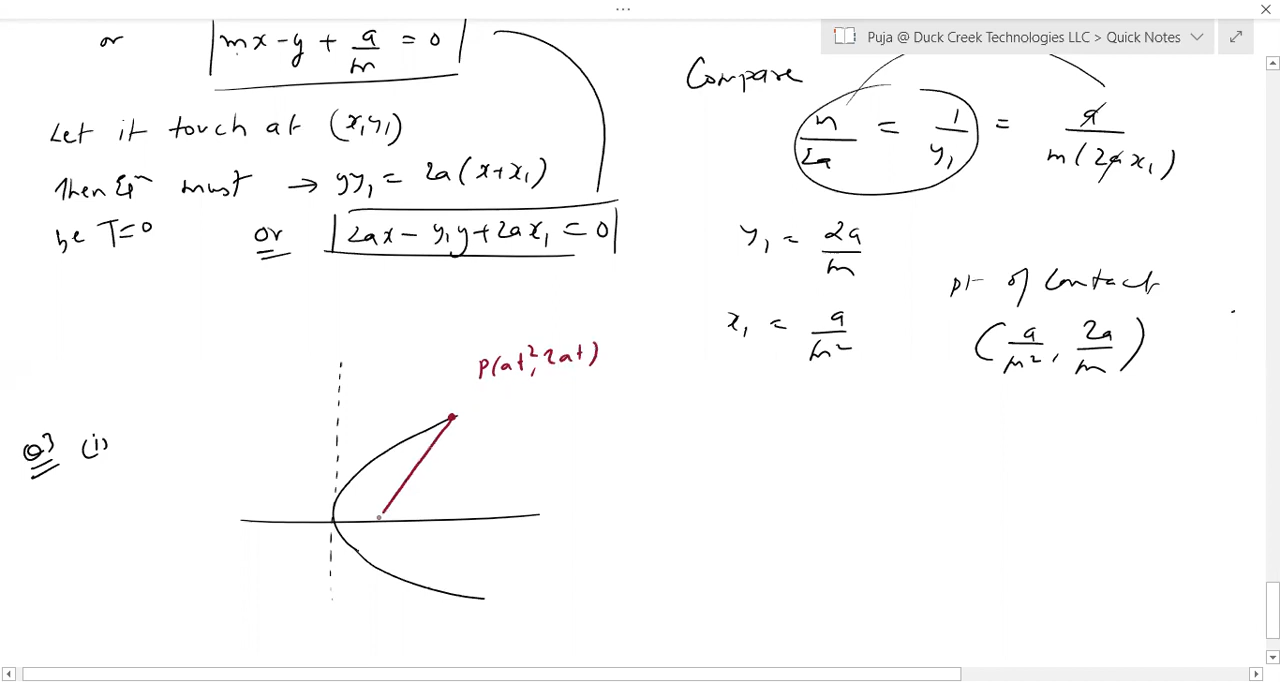 ...
Puja @ Duck Creek Technologies LLC > Quick Notes
or mx - y + a/m = 0
Let it touch at (x₁y₁)
Then Eqⁿ must → yy₁ = 2a(x+x₁)
be T=0 or 2ax - y₁y + 2ax₁ = 0
Compare
m/2a = 1/y₁ = a/m(2ax₁)
y₁ = 2a/m
x₁ = a/m²
pt of Contact
(a/m², 2a/m)
P(at², 2at)
Q3 (i)